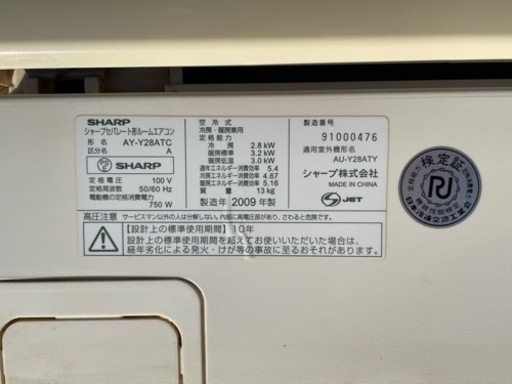 SHARP
シャープセパレート形ルームエアコン
形 名 AY-Y28ATC
区分名 A
PSE SHARP
定格電圧 100 V
定格周波数 50/60 Hz
電動機の定格消費電力
750 W
空 冷 式
冷房・暖房兼用
定格能力
冷 房 2.8 kW
暖房標準 3.2 kW
暖房低温 3.0 kW
通年エネルギー消費効率 5.4
冷房エネルギー消費効率 4.67
暖房エネルギー消費効率 5.16
室内機質量 13 kg
製造年 2009 年製
製造番号
91000476
適用室外機形名
AU-Y28ATY
シャープ株式会社
MADE IN CHINA
JET
高圧注意 サービスマン以外の人は分解しない、内部に高電圧部があり、さわると危険です。
【設計上の標準使用期間】10年
設計上の標準使用期間を超えてお使いいただいた場合は、
経年劣化による発火・けが等の事故に至るおそれがあります。
検定証
日本冷凍空調工業会